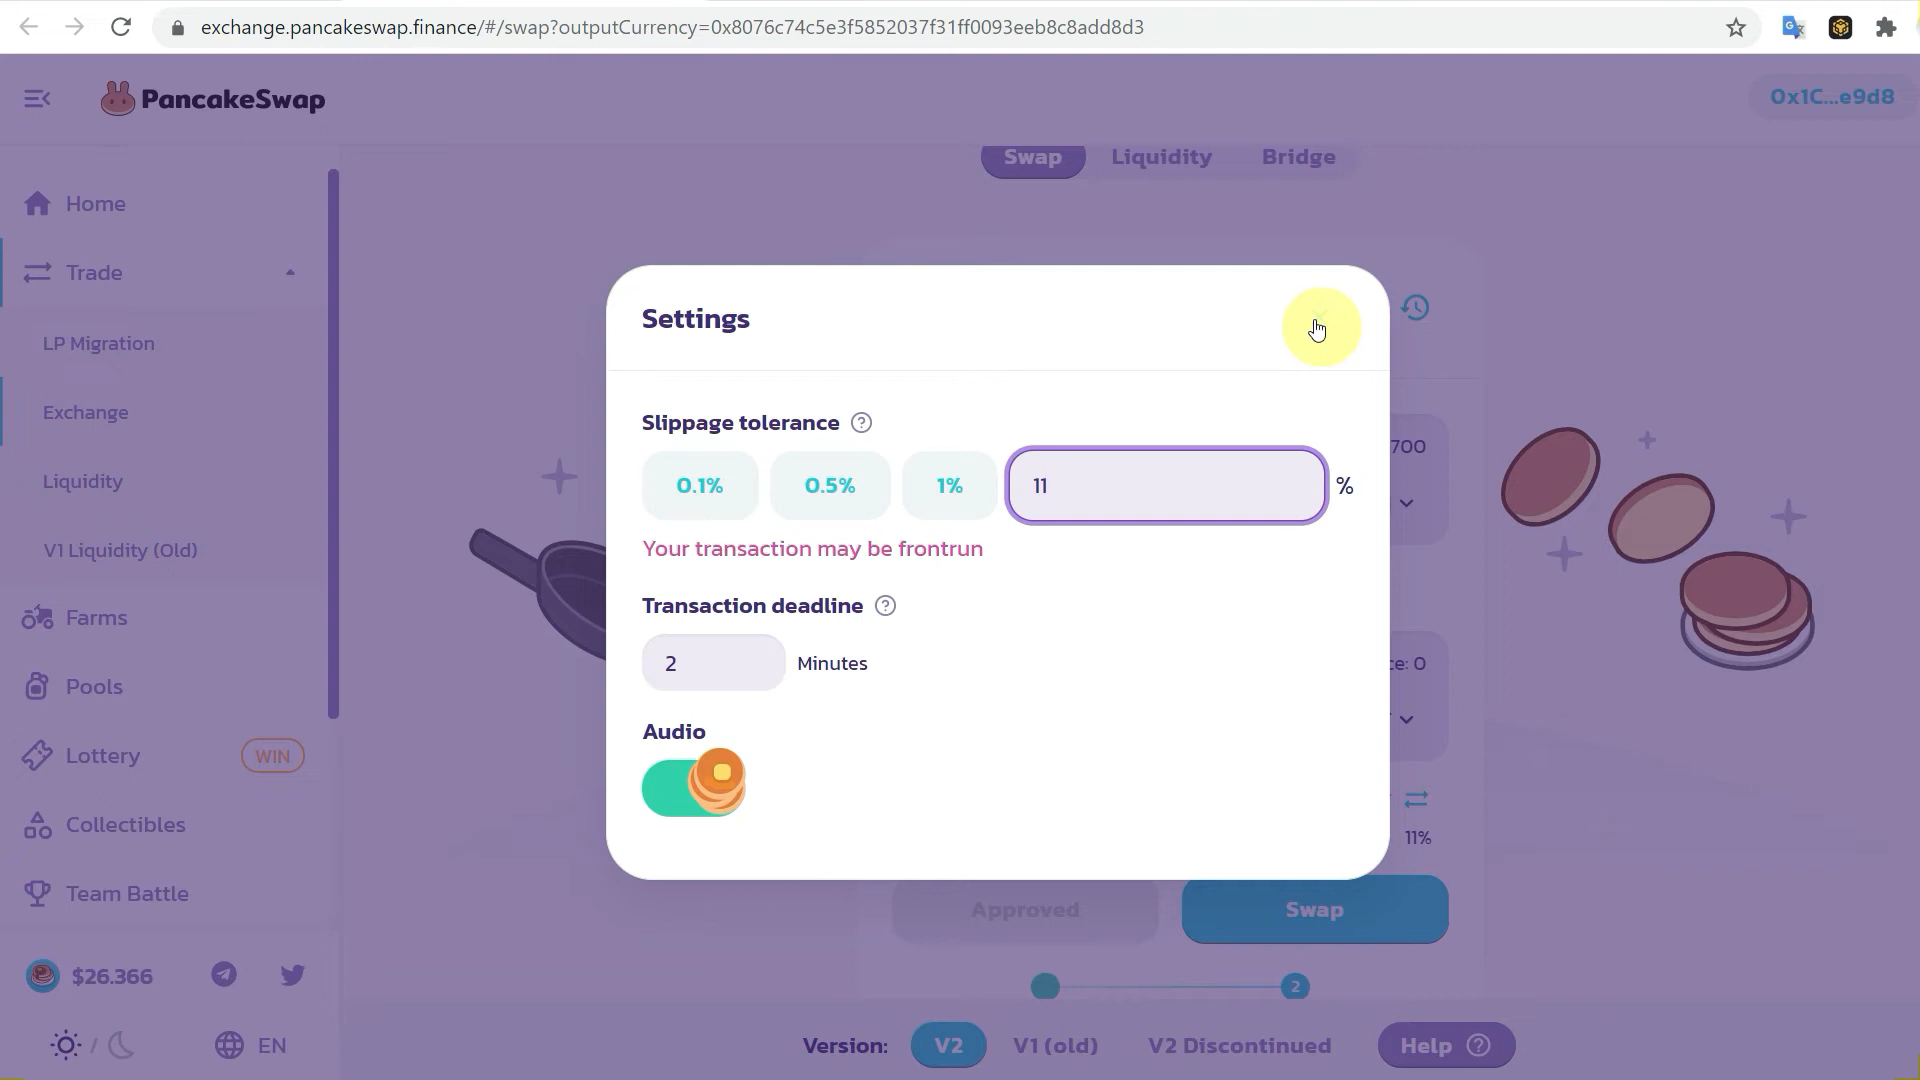 exchange.pancakeswap.finance/#/swap?outputCurrency=0x8076c74c5e3f5852037f31ff0093eeb8c8add8d3
PancakeSwap
0x1C...e9d8
Swap
Liquidity
Bridge
Home
Trade
LP Migration
Exchange
Liquidity
V1 Liquidity (Old)
Farms
Pools
Lottery
WIN
Collectibles
Team Battle
$26.366
EN
Settings
Slippage tolerance ?
0.1%
0.5%
1%
11
%
Your transaction may be frontrun
Transaction deadline ?
2
Minutes
Audio
700
ce: 0
11%
Approved
Swap
2
Version:
V2
V1 (old)
V2 Discontinued
Help ?